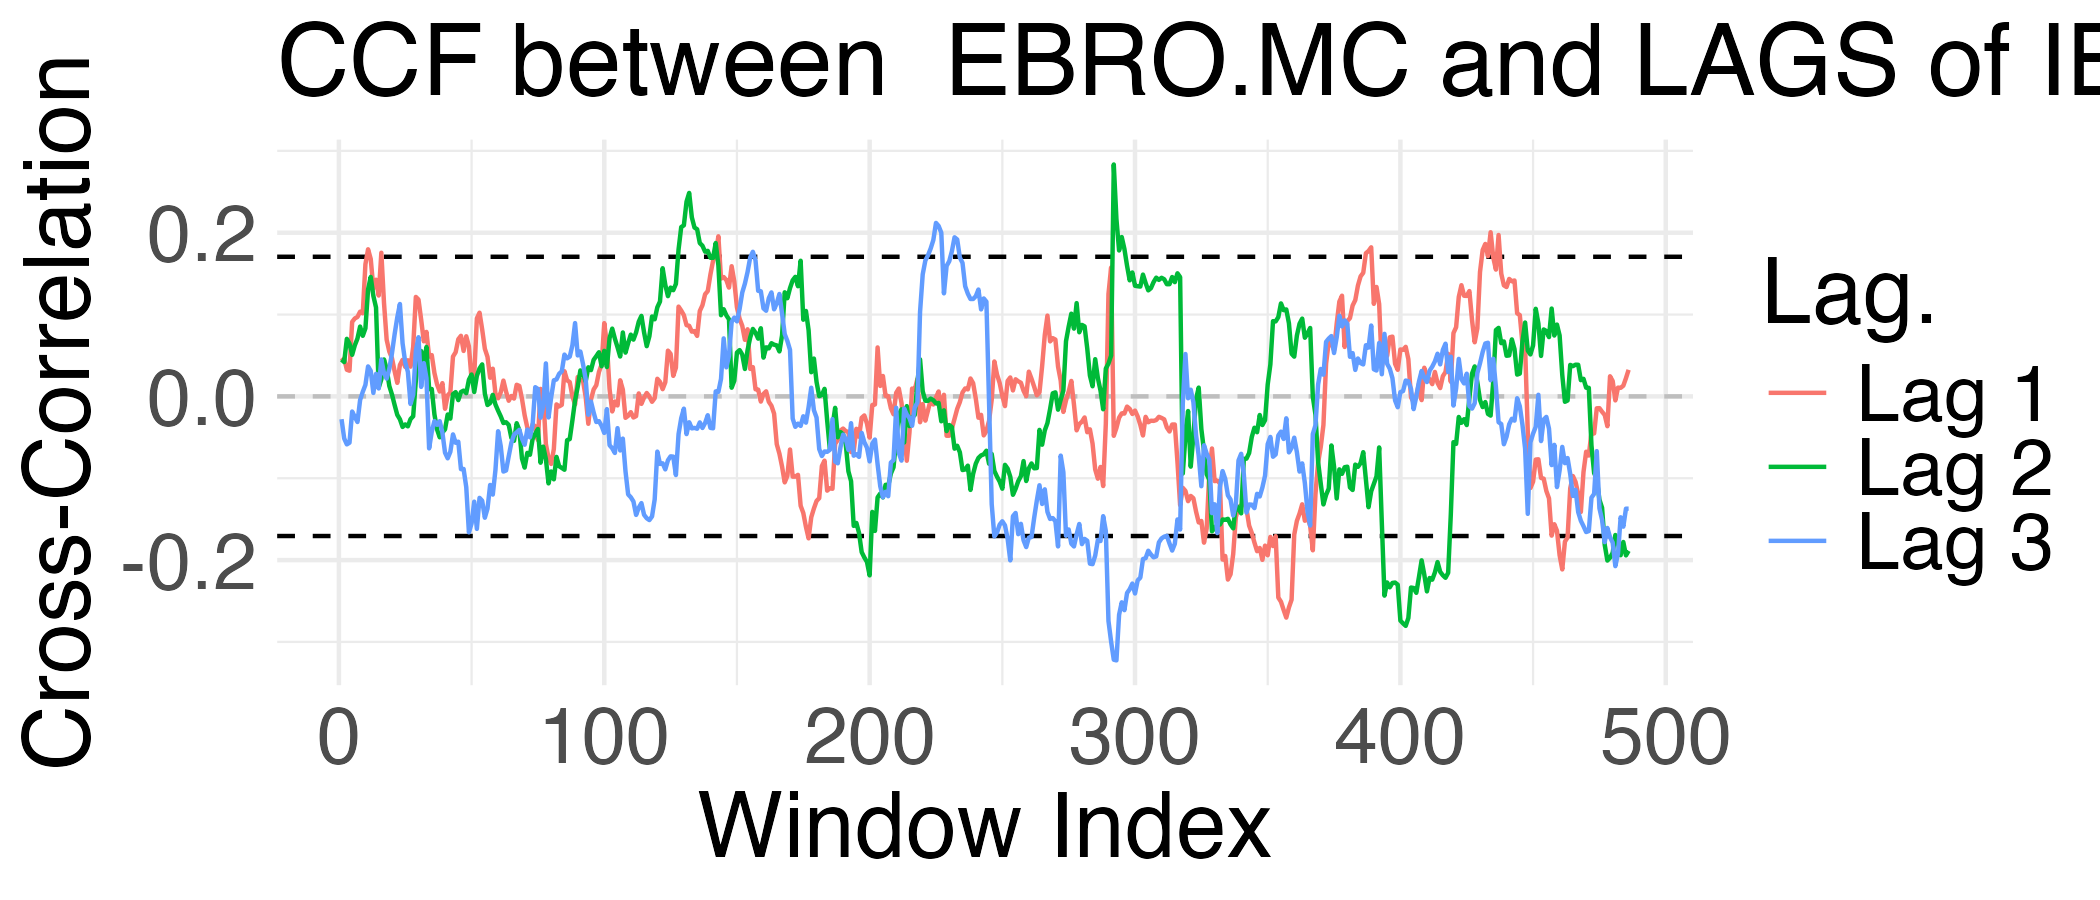 CCF between EBRO.MC and LAGS of
Cross-Correlation
0.2
0.0
-0.2
0
100
200
300
400
500
Window Index
Lag.
Lag 1
Lag 2
Lag 3